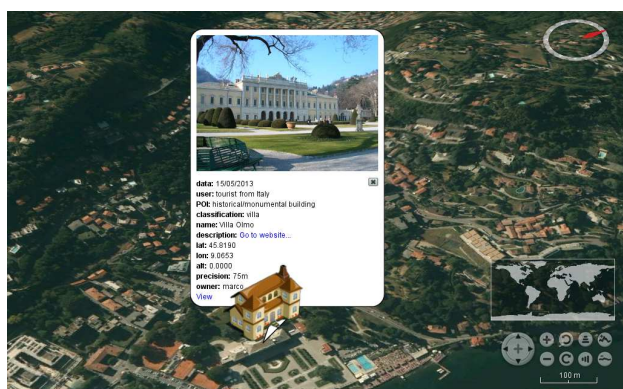 data: 15/05/2013
user: tourist from Italy
POI: historical/monumental building
classification: villa
name: Villa Olmo
description: Go to website...
lat: 45.8190
lon: 9.0653
alt: 0.0000
precision: 75m
owner: marco
View
100 m